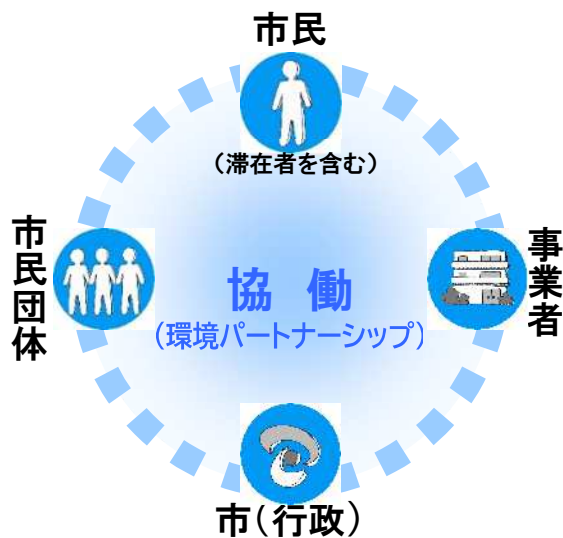 市民
(滞在者を含む)
市民団体
事業者
協 働
(環境パートナーシップ)
市(行政)